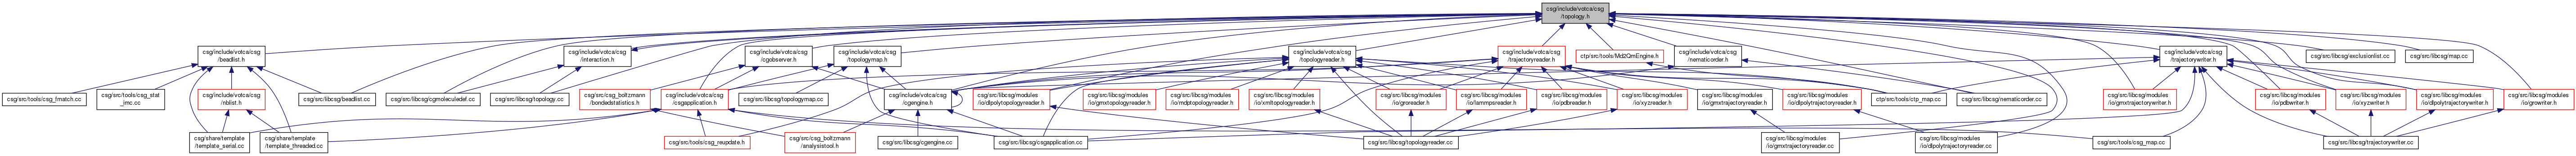 csg/include/votca/csg
/topology.h
csg/include/votca/csg
/beadlist.h
csg/include/votca/csg
/interaction.h
csg/include/votca/csg
/cgobserver.h
csg/include/votca/csg
/topologymap.h
csg/include/votca/csg
/topologyreader.h
csg/include/votca/csg
/trajectoryreader.h
ctp/src/tools/Md2QmEngine.h
csg/include/votca/csg
/nematicorder.h
csg/include/votca/csg
/trajectorywriter.h
csg/src/libcsg/exclusionlist.cc
csg/src/libcsg/map.cc
csg/src/tools/csg_fmatch.cc
csg/src/tools/csg_stat
_imc.cc
csg/include/votca/csg
/nblist.h
csg/src/libcsg/beadlist.cc
csg/src/libcsg/cgmoleculedef.cc
csg/src/libcsg/topology.cc
csg/src/csg_boltzmann
/bondedstatistics.h
csg/include/votca/csg
/csgapplication.h
csg/src/libcsg/topologymap.cc
csg/include/votca/csg
/cgengine.h
csg/src/libcsg/modules
/io/dlpolytopologyreader.h
csg/src/libcsg/modules
/io/gmxtopologyreader.h
csg/src/libcsg/modules
/io/mdptopologyreader.h
csg/src/libcsg/modules
/io/xmltopologyreader.h
csg/src/libcsg/modules
/io/groreader.h
csg/src/libcsg/modules
/io/lammpsreader.h
csg/src/libcsg/modules
/io/pdbreader.h
csg/src/libcsg/modules
/io/xyzreader.h
csg/src/libcsg/modules
/io/gmxtrajectoryreader.h
csg/src/libcsg/modules
/io/dlpolytrajectoryreader.h
ctp/src/tools/ctp_map.cc
csg/src/libcsg/nematicorder.cc
csg/src/libcsg/modules
/io/gmxtrajectorywriter.h
csg/src/libcsg/modules
/io/pdbwriter.h
csg/src/libcsg/modules
/io/xyzwriter.h
csg/src/libcsg/modules
/io/dlpolytrajectorywriter.h
csg/src/libcsg/modules
/io/growriter.h
csg/share/template
/template_serial.cc
csg/share/template
/template_threaded.cc
csg/src/tools/csg_reupdate.h
csg/src/csg_boltzmann
/analysistool.h
csg/src/libcsg/cgengine.cc
csg/src/libcsg/csgapplication.cc
csg/src/libcsg/topologyreader.cc
csg/src/libcsg/modules
/io/gmxtrajectoryreader.cc
csg/src/libcsg/modules
/io/dlpolytrajectoryreader.cc
csg/src/tools/csg_map.cc
csg/src/libcsg/trajectorywriter.cc